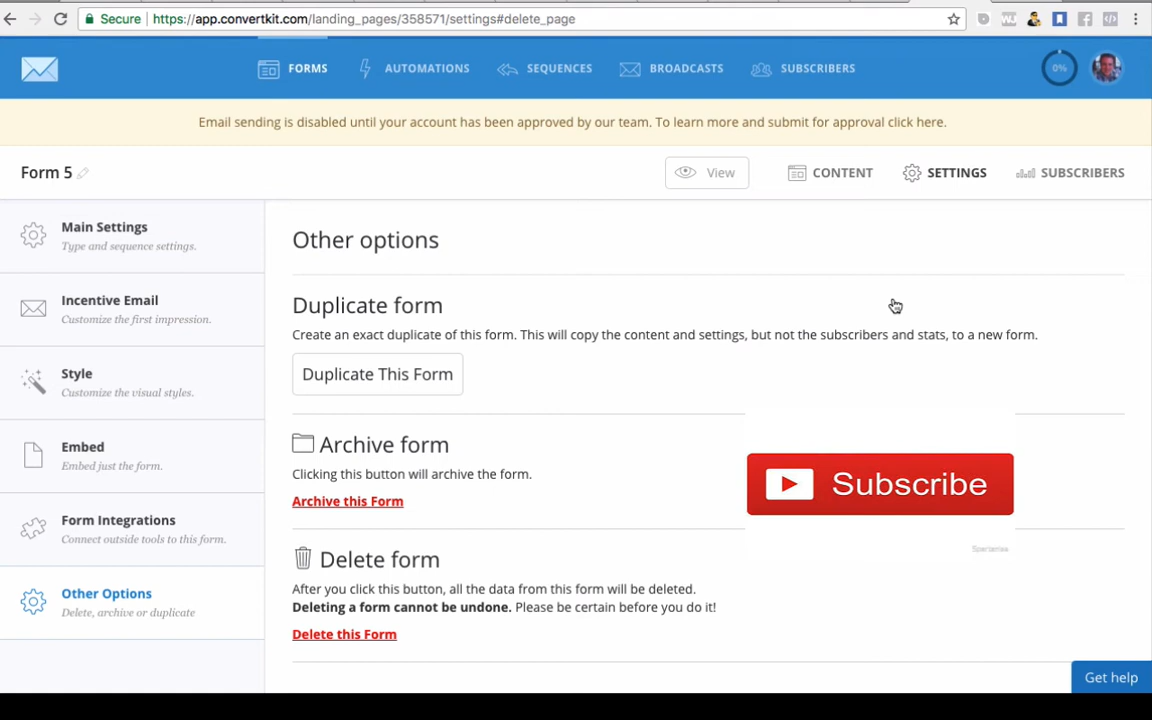 Secure https://app.convertkit.com/landing_pages/358571/settings#delete_page
FORMS AUTOMATIONS SEQUENCES BROADCASTS SUBSCRIBERS 0%
Email sending is disabled until your account has been approved by our team. To learn more and submit for approval click here.
Form 5 View CONTENT SETTINGS SUBSCRIBERS
Main Settings
Type and sequence settings.
Incentive Email
Customize the first impression.
Style
Customize the visual styles.
Embed
Embed just the form.
Form Integrations
Connect outside tools to this form.
Other Options
Delete, archive or duplicate
Other options
Duplicate form
Create an exact duplicate of this form. This will copy the content and settings, but not the subscribers and stats, to a new form.
Duplicate This Form
Archive form
Clicking this button will archive the form.
Archive this Form
Subscribe
Delete form
After you click this button, all the data from this form will be deleted.
Deleting a form cannot be undone. Please be certain before you do it!
Delete this Form
Get help